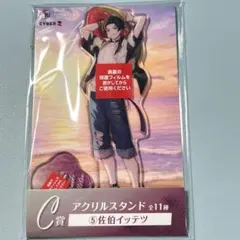 表面の
保護フィルムを
剥がしてから
ご使用ください
C賞
アクリルスタンド 全11種
⑤佐伯イッテツ